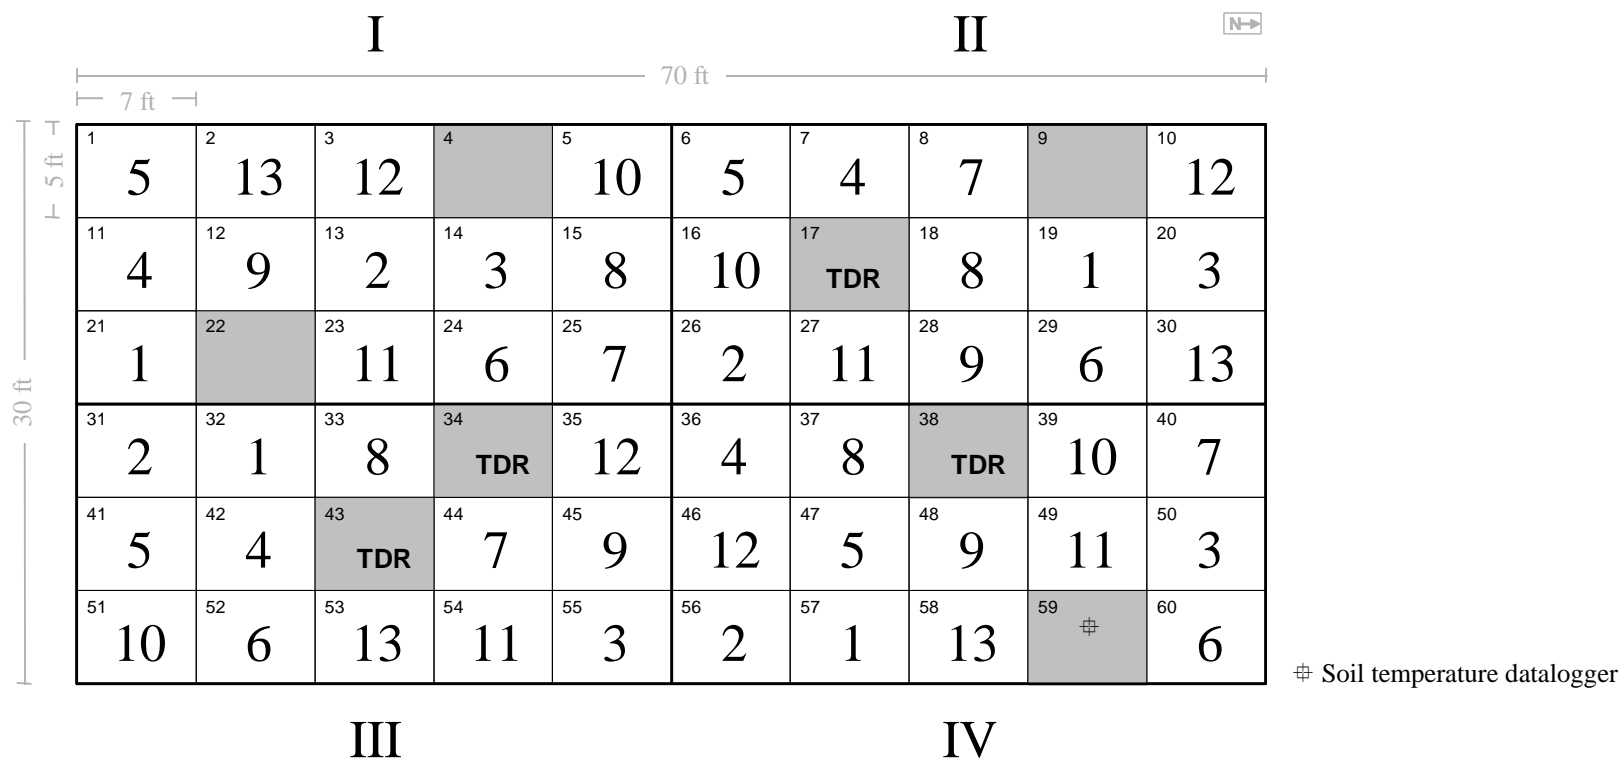 I II N
70 ft
7 ft
5 ft
30 ft
1 2 3 4 5 6 7 8 9 10
5 13 12 10 5 4 7 12
11 12 13 14 15 16 17 18 19 20
4 9 2 3 8 10 TDR 8 1 3
21 22 23 24 25 26 27 28 29 30
1 11 6 7 2 11 9 6 13
31 32 33 34 35 36 37 38 39 40
2 1 8 TDR 12 4 8 TDR 10 7
41 42 43 44 45 46 47 48 49 50
5 4 TDR 7 9 12 5 9 11 3
51 52 53 54 55 56 57 58 59 60
10 6 13 11 3 2 1 13 6
Soil temperature datalogger
III IV